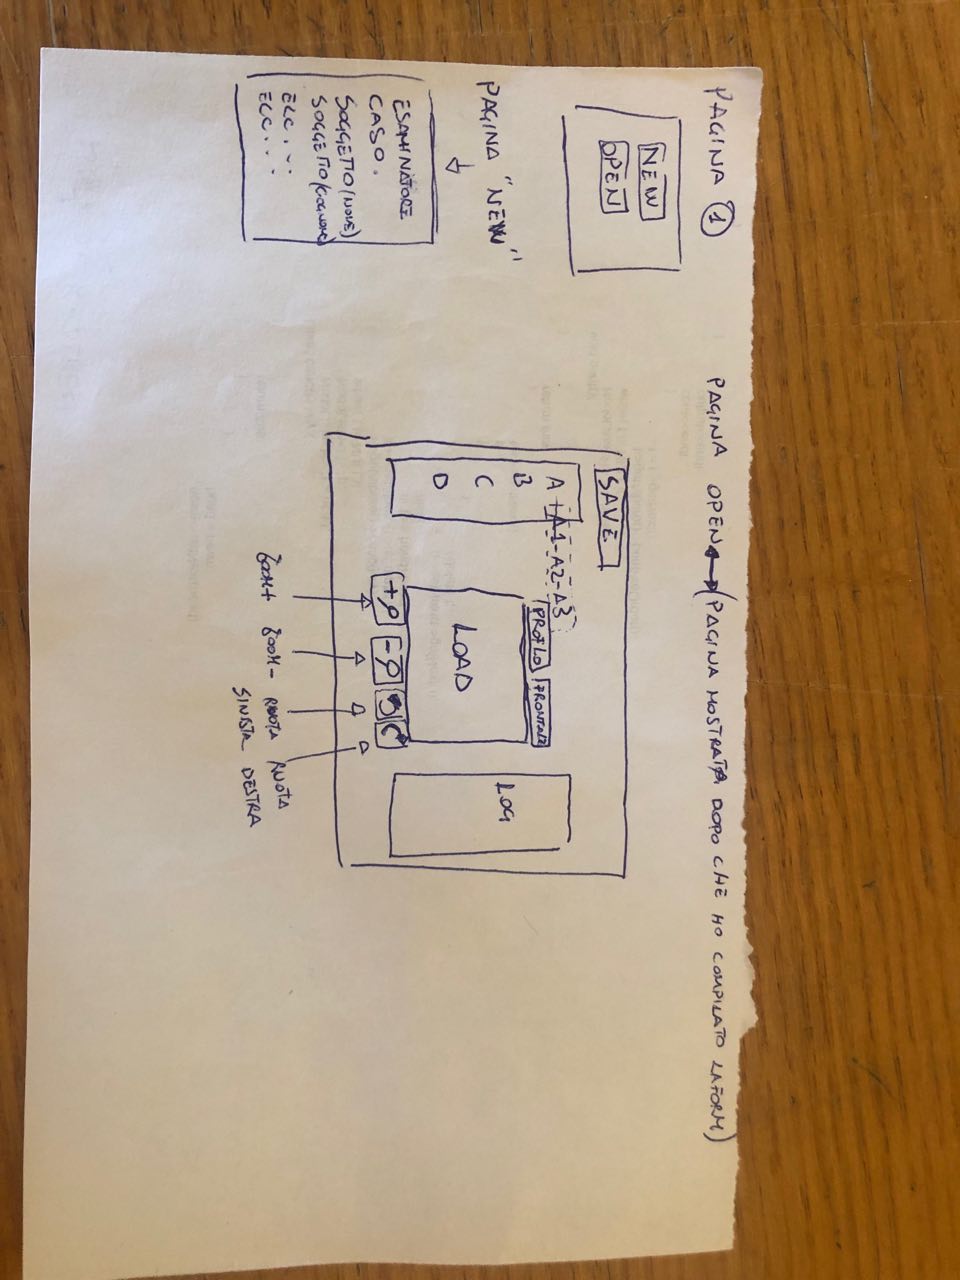 PAGINA 1
NEW
OPEN
PAGINA "NEW"
ESAMINATORE
CASO.
SOGGETTO (NOME)
SOGGETTO (COGNOME)
ECC...
ECC...
PAGINA OPEN (PAGINA MOSTRATA DOPO CHE HO COMPILATO LA FORM)
SAVE
A A1-A2-A3
B
C
D
PROFILO FRONTALE
LOAD
LOG
+ -
ZOOM+ ZOOM- RUOTA SINISTRA RUOTA DESTRA